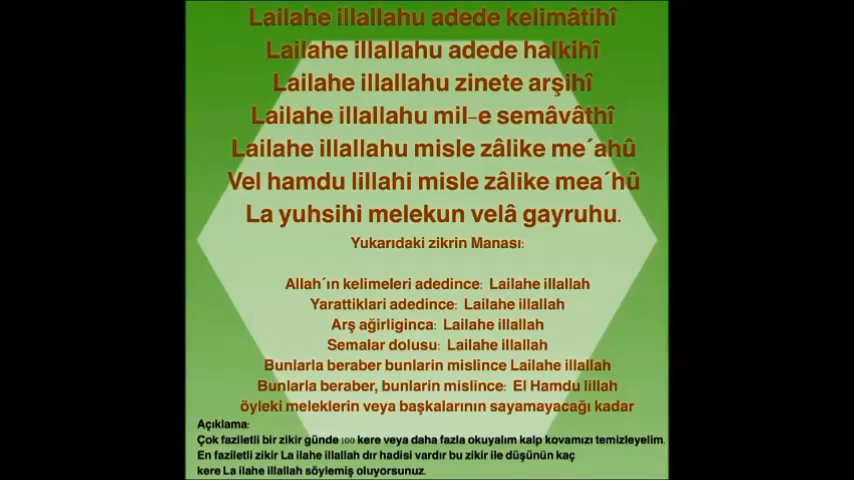 Lailahe illallahu adede kelimâtihî
Lailahe illallahu adede halkihî
Lailahe illallahu zinete arşihî
Lailahe illallahu mil-e semâvâthî
Lailahe illallahu misle zâlike me´ahû
Vel hamdu lillahi misle zâlike mea´hû
La yuhsihi melekun velâ gayruhu.
Yukarıdaki zikrin Manası:
Allah´ın kelimeleri adedince: Lailahe illallah
Yarattiklari adedince: Lailahe illallah
Arş ağirliginca: Lailahe illallah
Semalar dolusu: Lailahe illallah
Bunlarla beraber bunlarin mislince Lailahe illallah
Bunlarla beraber, bunlarin mislince: El Hamdu lillah
öyleki meleklerin veya başkalarının sayamayacağı kadar
Açıklama:
Çok faziletli bir zikir günde 100 kere veya daha fazla okuyalım kalp kovamızı temizleyelim.
En faziletli zikir La ilahe illallah dır hadisi vardır bu zikir ile düşünün kaç
kere La ilahe illallah söylemiş oluyorsunuz.